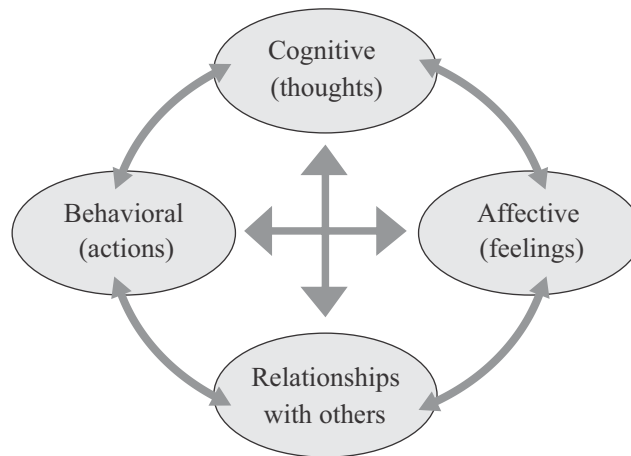 Cognitive
(thoughts)
Behavioral
(actions)
Affective
(feelings)
Relationships
with others